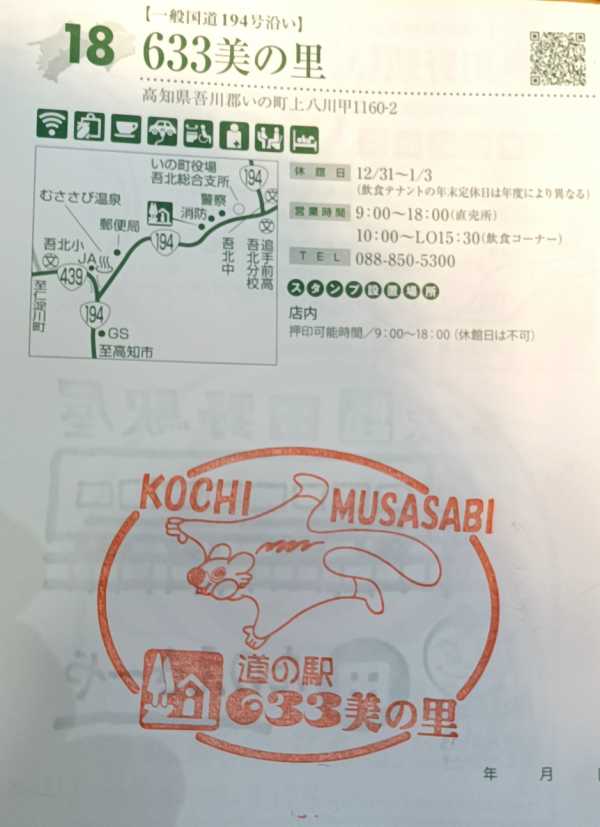 18
【一般国道194号沿い】
633美の里
高知県吾川郡いの町上八川甲1160-2
いの町役場
吾北総合支所
194
むささび温泉
警察
消防
文
郵便局
194
吾北小
文
JA
439
吾北中
追手前高
吾北分校
至仁淀川町
194
GS
至高知市
休館日 12/31〜1/3
(飲食テナントの年末定休日は年度により異なる)
営業時間 9:00〜18:00(直売所)
10:00〜LO15:30(飲食コーナー)
TEL 088-850-5300
スタンプ設置場所
店内
押印可能時間/9:00〜18:00(休館日は不可)
KOCHI MUSASABI
道の駅
633美の里
年 月